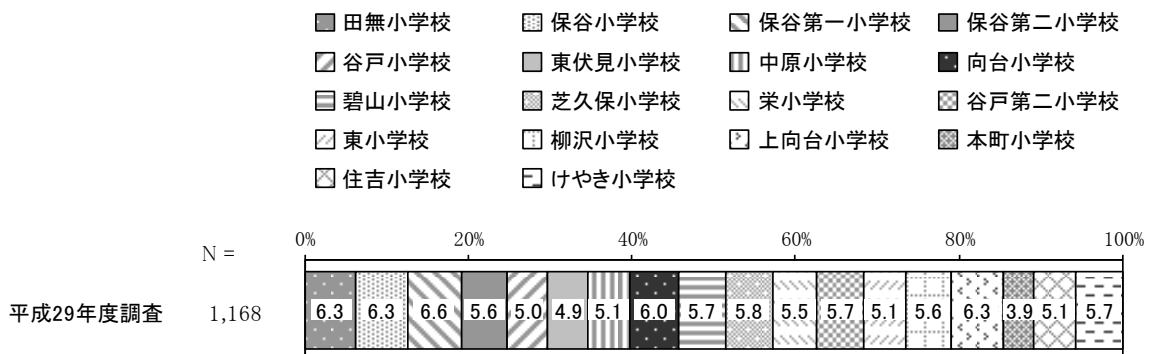 田無小学校 保谷小学校 保谷第一小学校 保谷第二小学校
谷戸小学校 東伏見小学校 中原小学校 向台小学校
碧山小学校 芝久保小学校 栄小学校 谷戸第二小学校
東小学校 柳沢小学校 上向台小学校 本町小学校
住吉小学校 けやき小学校
N = 0% 20% 40% 60% 80% 100%
平成29年度調査 1,168 6.3 6.3 6.6 5.6 5.0 4.9 5.1 6.0 5.7 5.8 5.5 5.7 5.1 5.6 6.3 3.9 5.1 5.7